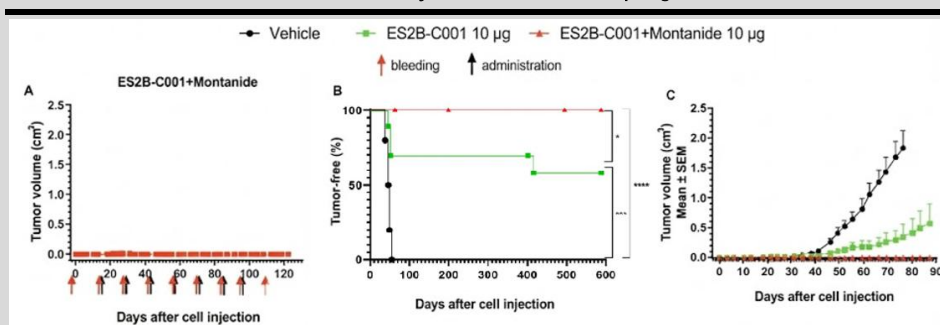 Vehicle ES2B-C001 10 µg ES2B-C001+Montanide 10 µg
bleeding administration
A
ES2B-C001+Montanide
Tumor volume (cm³)
2.5
2.0
1.5
1.0
0.5
0.0
0 20 40 60 80 100 120
Days after cell injection
B
Tumor-free (%)
100
50
0
0 100 200 300 400 500 600
Days after cell injection
*
****
C
Tumor volume (cm³)
Mean ± SEM
2.5
2.0
1.5
1.0
0.5
0.0
0 10 20 30 40 50 60 70 80 90
Days after cell injection